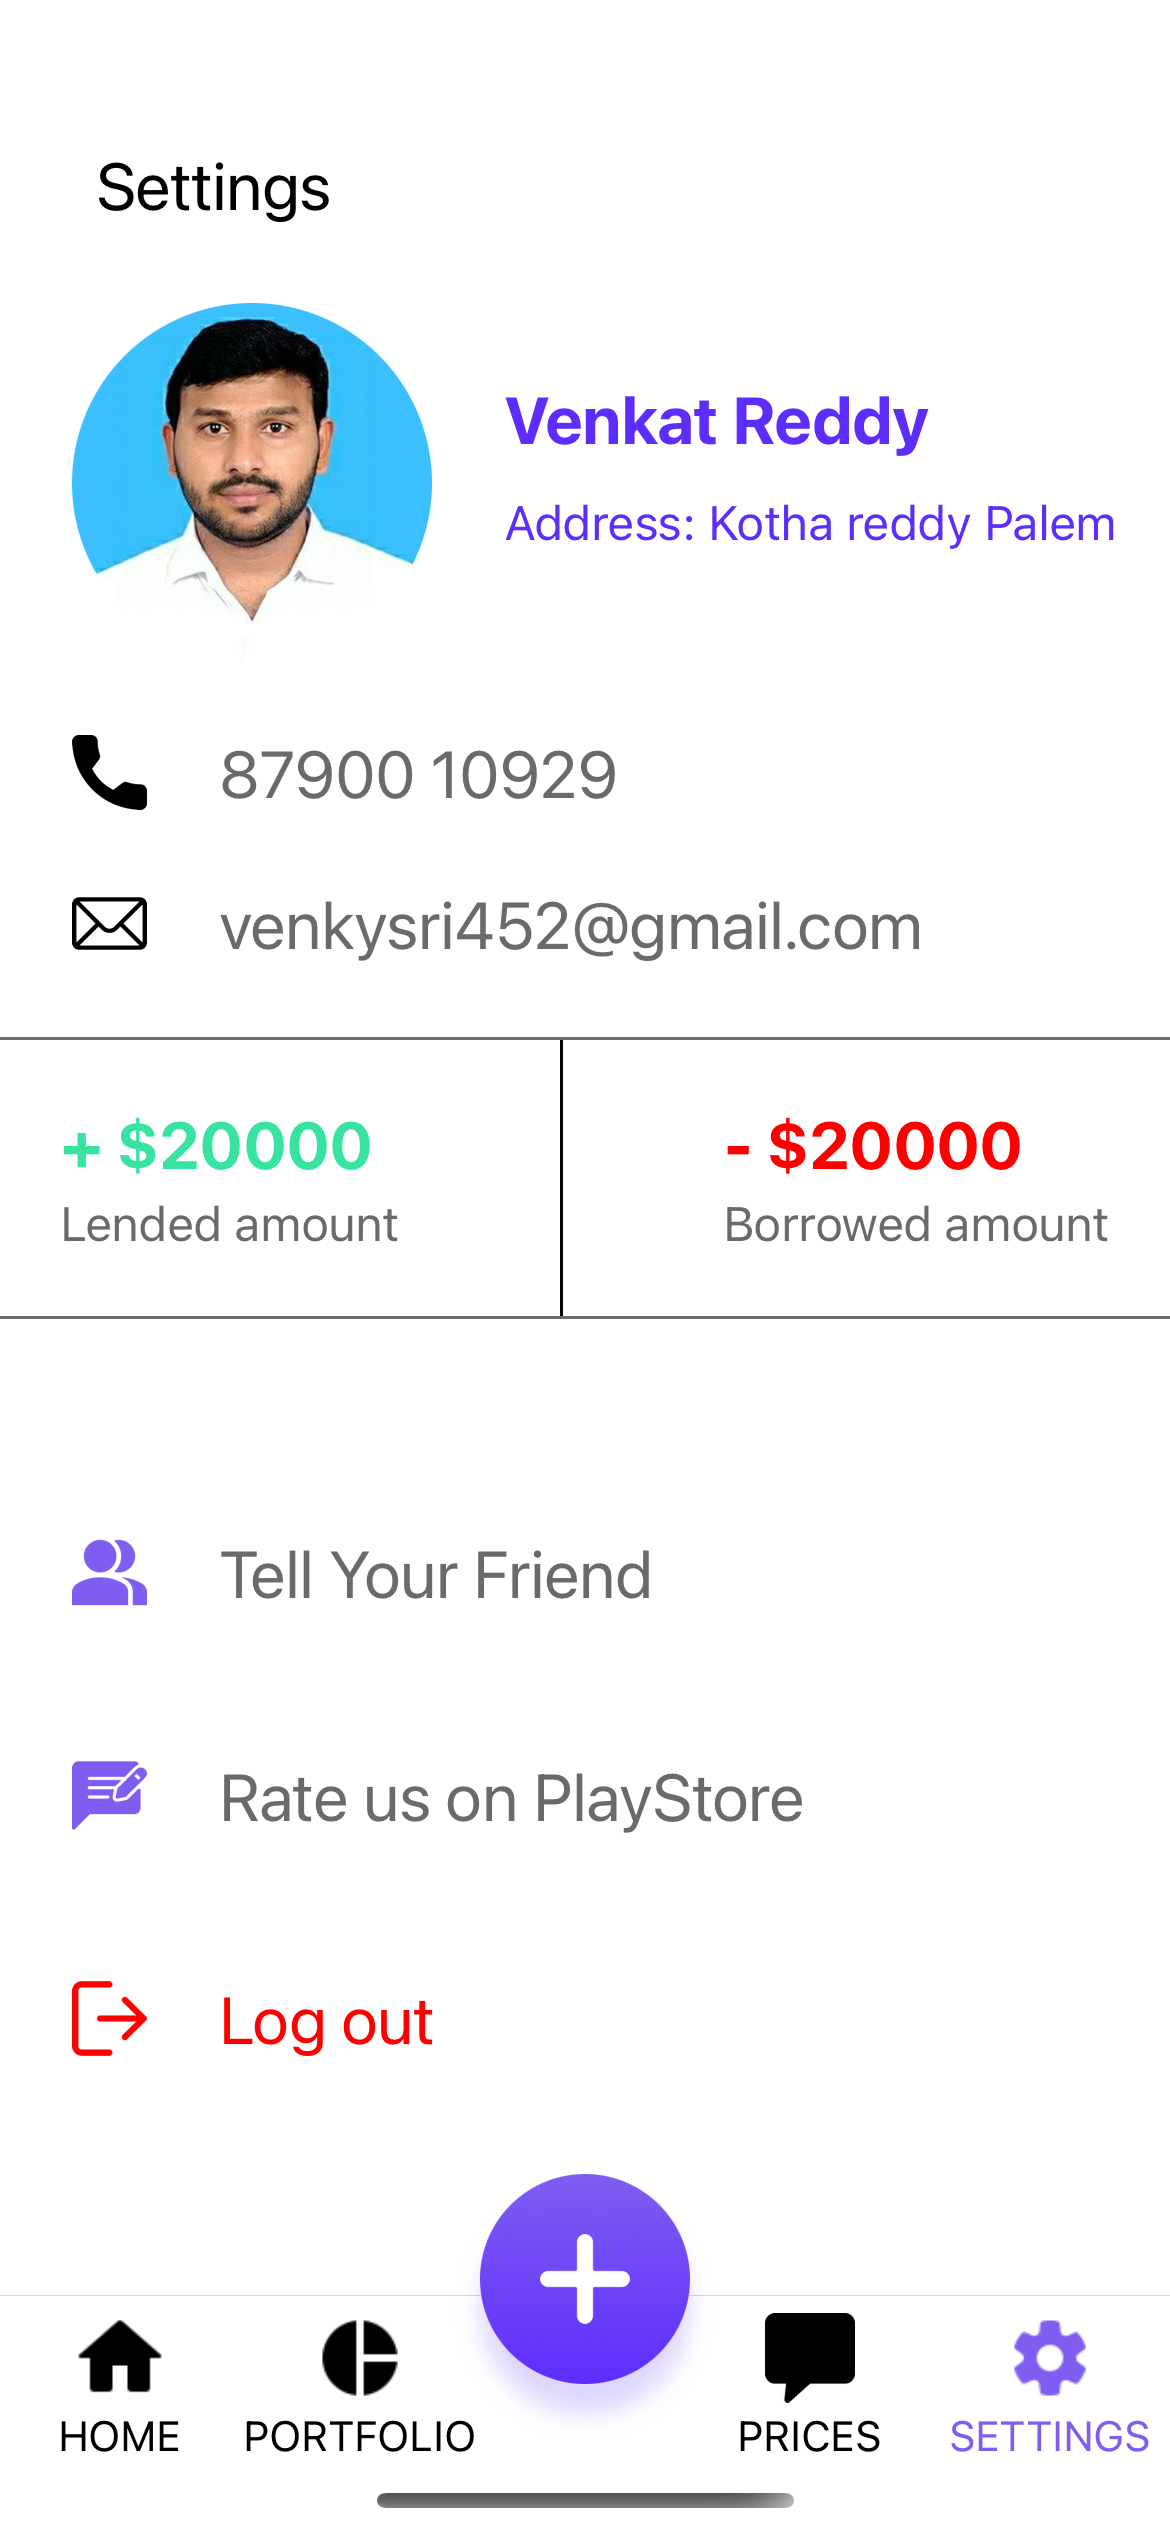 Settings
Venkat Reddy
Address: Kotha reddy Palem
87900 10929
venkysri452@gmail.com
+ $20000
Lended amount
- $20000
Borrowed amount
Tell Your Friend
Rate us on PlayStore
Log out
HOME
PORTFOLIO
PRICES
SETTINGS